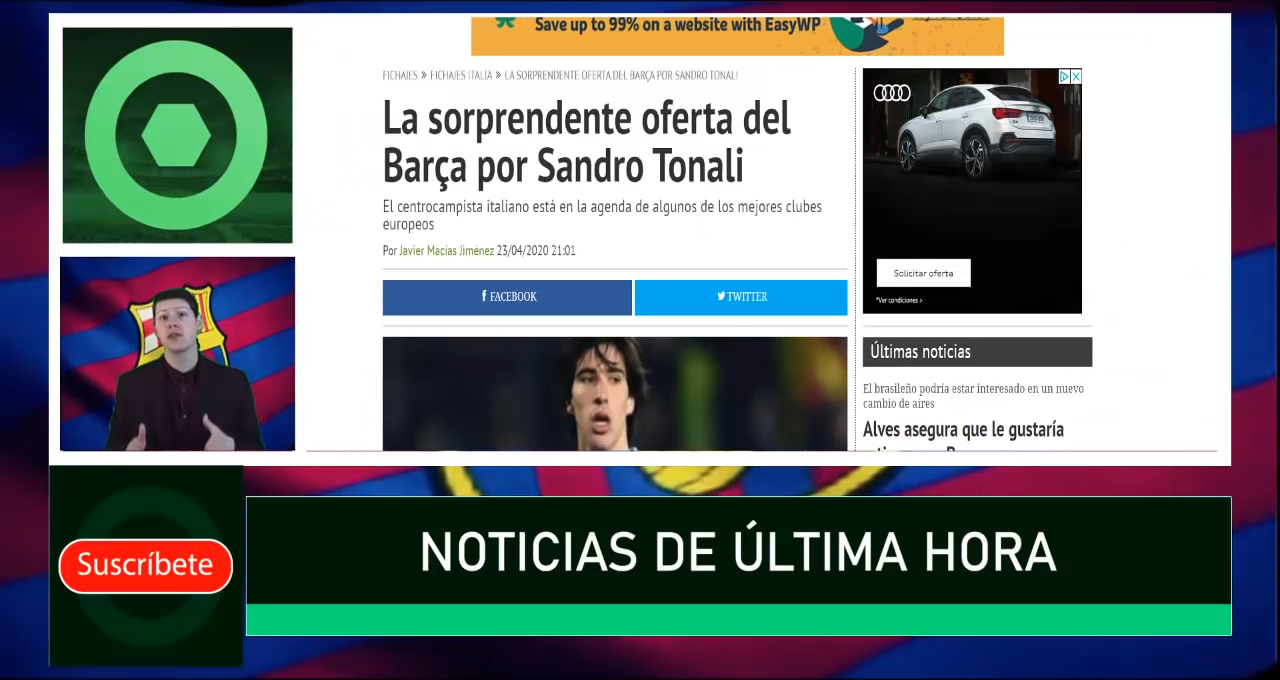 Save up to 99% on a website with EasyWP
FICHAJES » FICHAJES ITALIA » LA SORPRENDENTE OFERTA DEL BARÇA POR SANDRO TONALI
La sorprendente oferta del
Barça por Sandro Tonali
El centrocampista italiano está en la agenda de algunos de los mejores clubes
europeos
Por Javier Macías Jiménez 23/04/2020 21:01
FACEBOOK
TWITTER
Solicitar oferta
*Ver condiciones >
Últimas noticias
El brasileño podría estar interesado en un nuevo
cambio de aires
Alves asegura que le gustaría
Suscríbete
NOTICIAS DE ÚLTIMA HORA